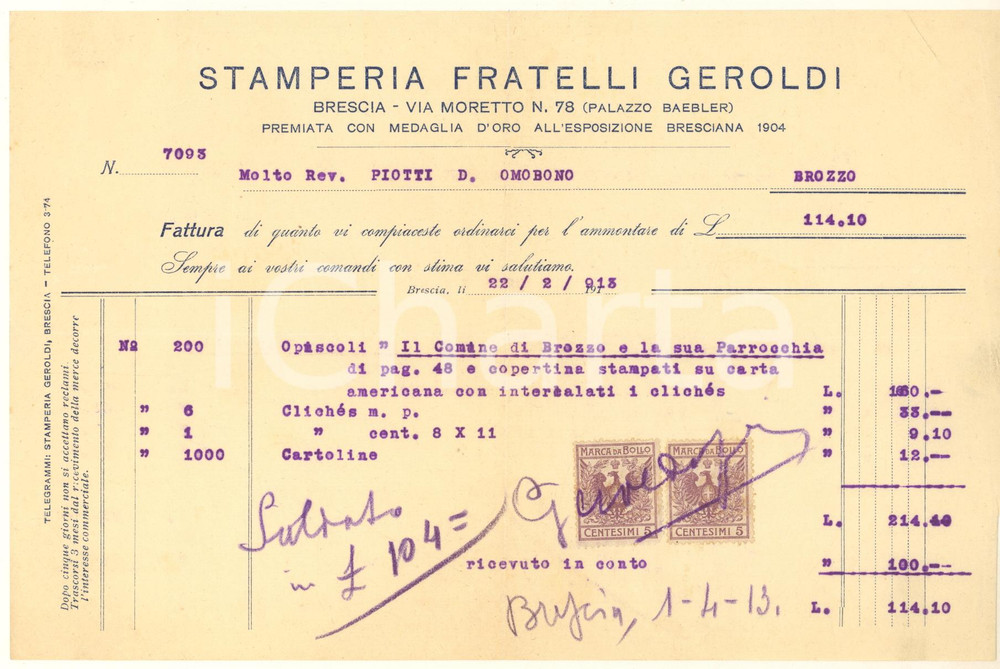 STAMPERIA FRATELLI GEROLDI
BRESCIA - VIA MORETTO N. 78 (PALAZZO BAEBLER)
PREMIATA CON MEDAGLIA D'ORO ALL'ESPOSIZIONE BRESCIANA 1904
N. 7093
Molto Rev. PIOTTI D. OMOBONO BROZZO
Fattura di quanto vi compiaceste ordinarci per l'ammontare di L 114.10
Sempre ai vostri comandi con stima vi salutiamo.
Brescia, li 22 / 2 / 913
iCharta
TELEGRAMMI: STAMPERIA GEROLDI, BRESCIA - TELEFONO 3-74
Dopo cinque giorni non si accettano reclami.
Trascorsi 3 mesi dal ricevimento della merce decorre
l'interesse commerciale.
No 200 Opuscoli " Il Comune di Brozzo e la sua Parrocchia
di pag. 48 e copertina stampati su carta
americana con intercalati i clichés L. 160.--
" 6 Clichés m. p. " 33.--
" 1 " cent. 8 X 11 " 9.10
" 1000 Cartoline " 12.--
MARCA DA BOLLO MARCA DA BOLLO
CENTESIMI 5 CENTESIMI 5
L. 214.10
Saldato
in £ 104=
ricevuto in conto " 100.--
Brescia, 1-4-13.
L. 114.10